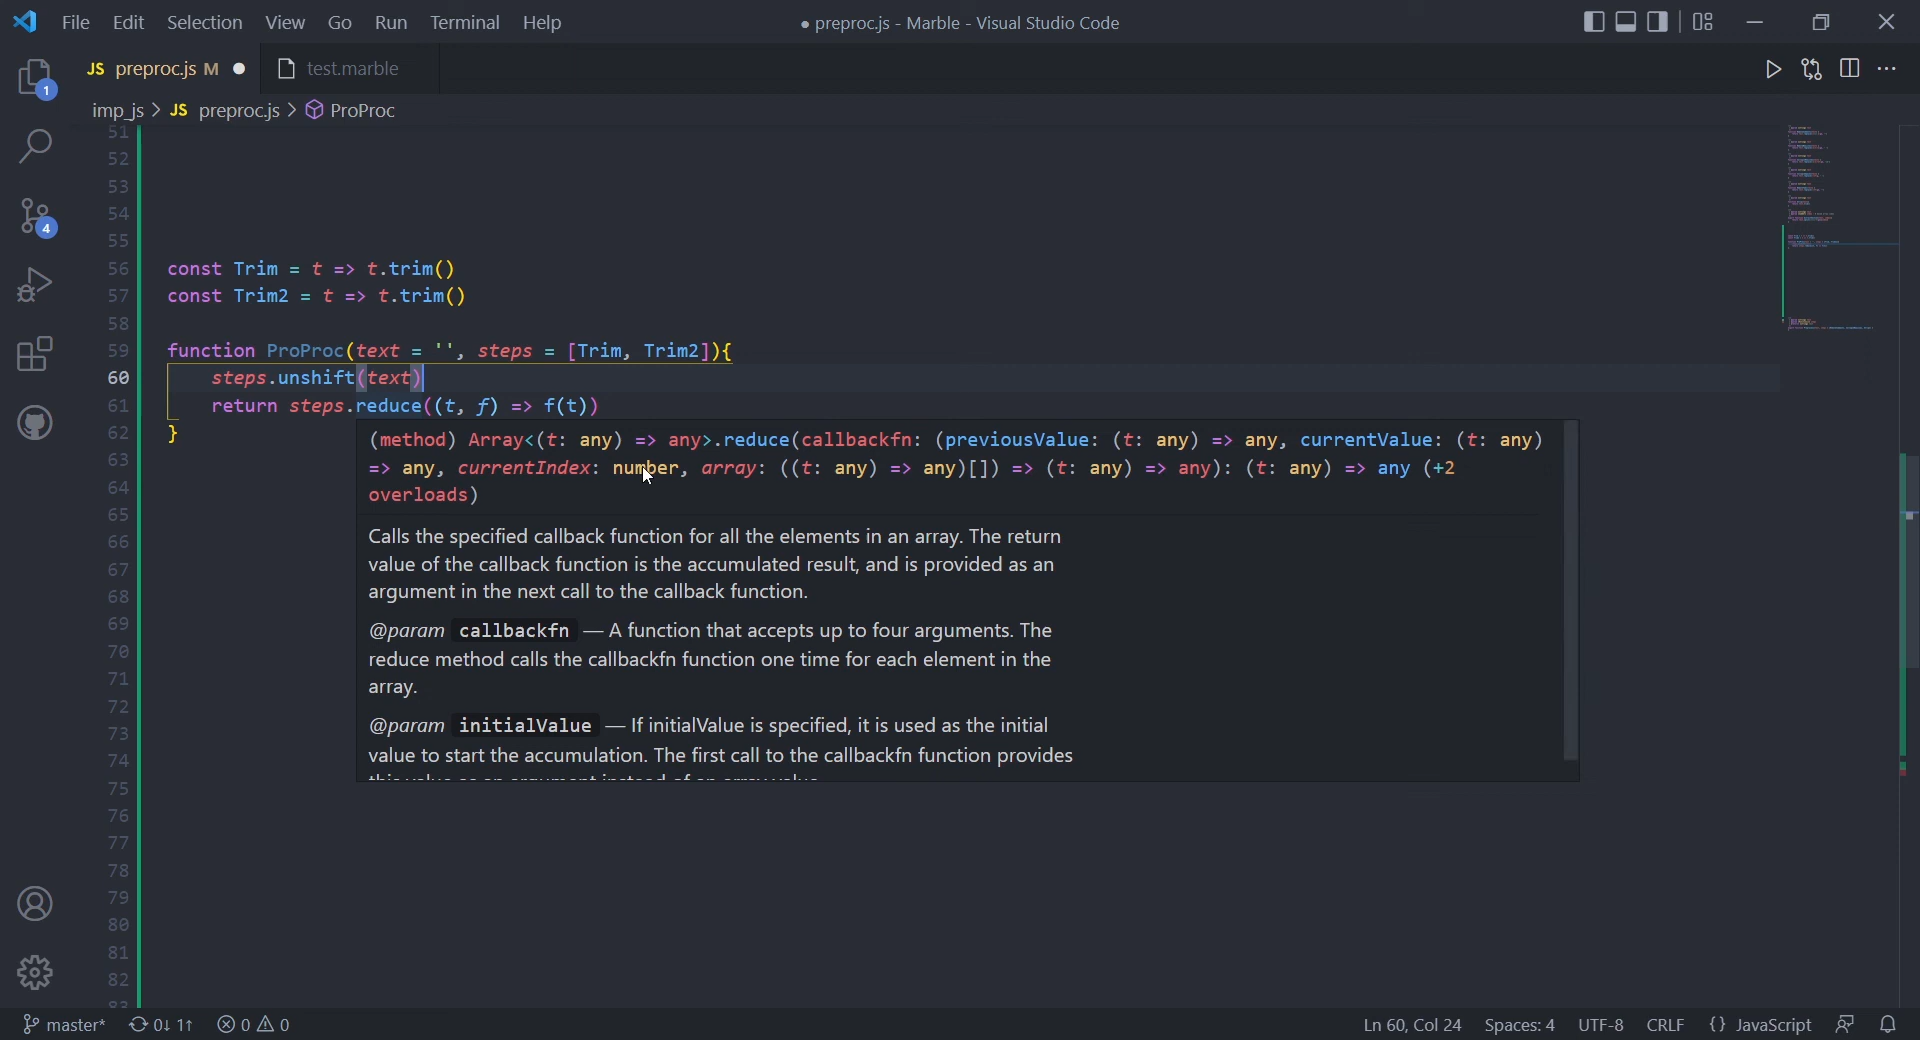 File Edit Selection View Go Run Terminal Help
● preproc.js - Marble - Visual Studio Code
JS preproc.js M ●
test.marble
imp_js > JS preproc.js > ProProc
1
4
51
52
53
54
55
56 const Trim = t => t.trim()
57 const Trim2 = t => t.trim()
58
59 function ProProc(text = '', steps = [Trim, Trim2]){
60 steps.unshift(text)
61 return steps.reduce((t, f) => f(t))
62 }
63
64
65
66
67
68
69
70
71
72
73
74
75
76
77
78
79
80
81
82
83
(method) Array<(t: any) => any>.reduce(callbackfn: (previousValue: (t: any) => any, currentValue: (t: any)
=> any, currentIndex: number, array: ((t: any) => any)[]) => (t: any) => any): (t: any) => any (+2
overloads)
Calls the specified callback function for all the elements in an array. The return
value of the callback function is the accumulated result, and is provided as an
argument in the next call to the callback function.
@param callbackfn — A function that accepts up to four arguments. The
reduce method calls the callbackfn function one time for each element in the
array.
@param initialValue — If initialValue is specified, it is used as the initial
value to start the accumulation. The first call to the callbackfn function provides
master* 0↓ 1↑ 0 0
Ln 60, Col 24 Spaces: 4 UTF-8 CRLF {} JavaScript